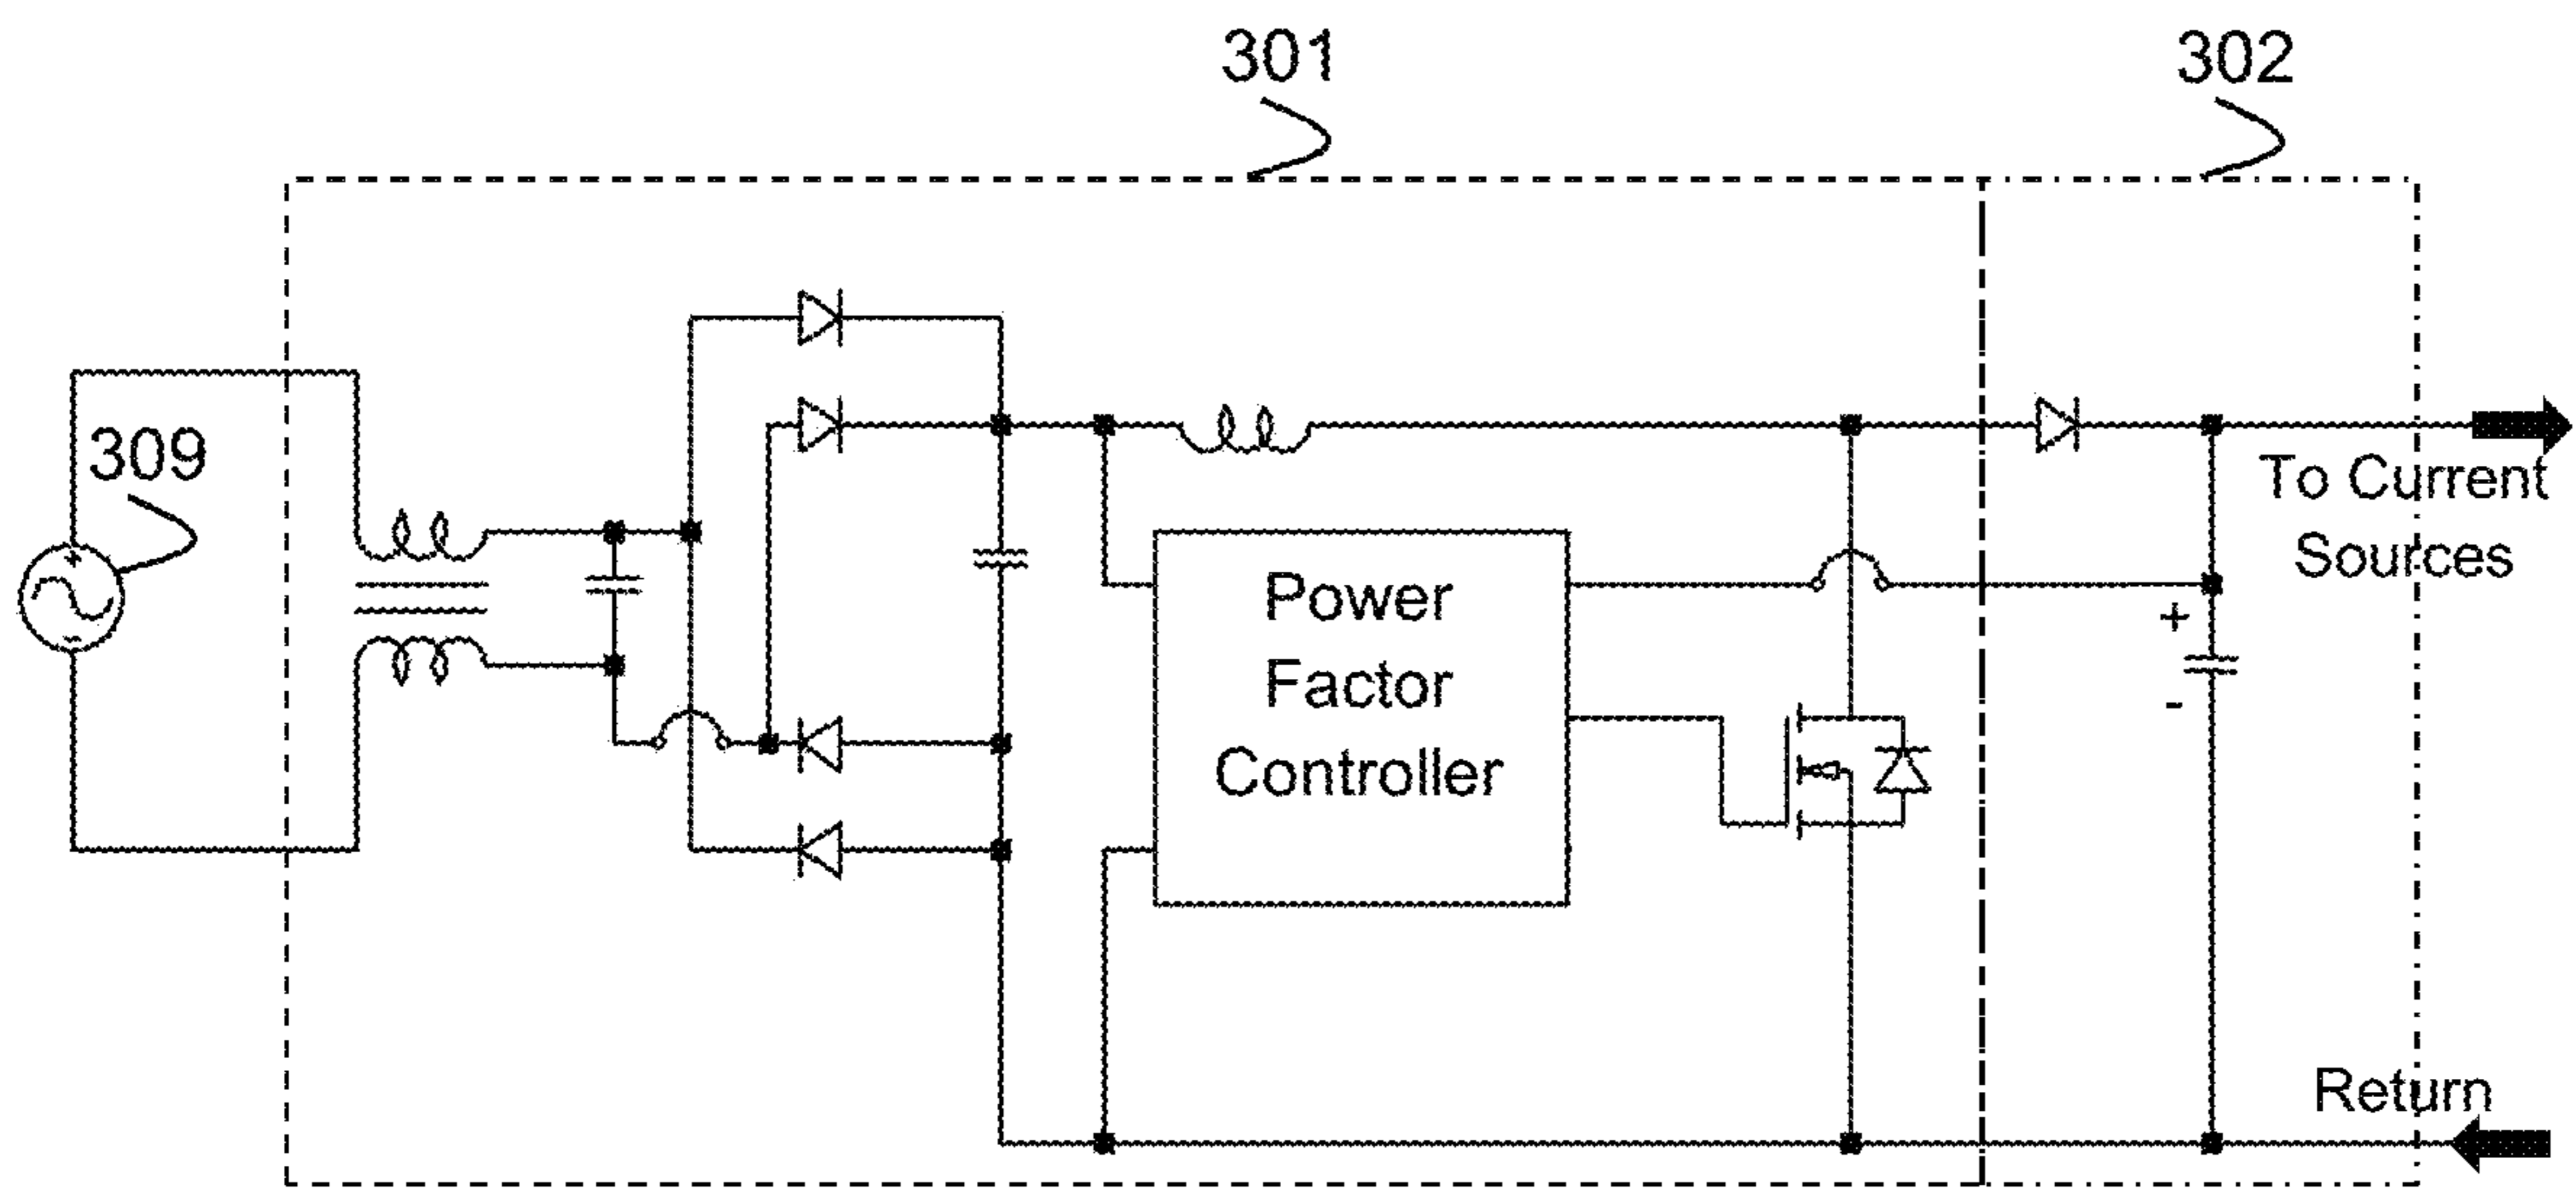 301
302
309
To Current
Sources
Power
Factor
Controller
+
-
Return